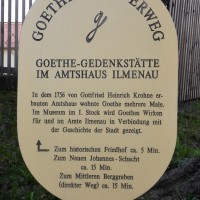 GOETHEWANDERWEG
g
GOETHE-GEDENKSTÄTTE
IM AMTSHAUS ILMENAU
In dem 1756 von Gottfried Heinrich Krohne er-
bauten Amtshaus wohnte Goethe mehrere Male.
Im Museum im 1. Stock wird Goethes Wirken
für und im Amte Ilmenau in Verbindung mit
der Geschichte der Stadt gezeigt.
Zum historischen Friedhof ca. 5 Min.
Zum Neuen Johannes-Schacht
ca. 15 Min.
Zum Mittleren Berggraben
(direkter Weg) ca. 15 Min.